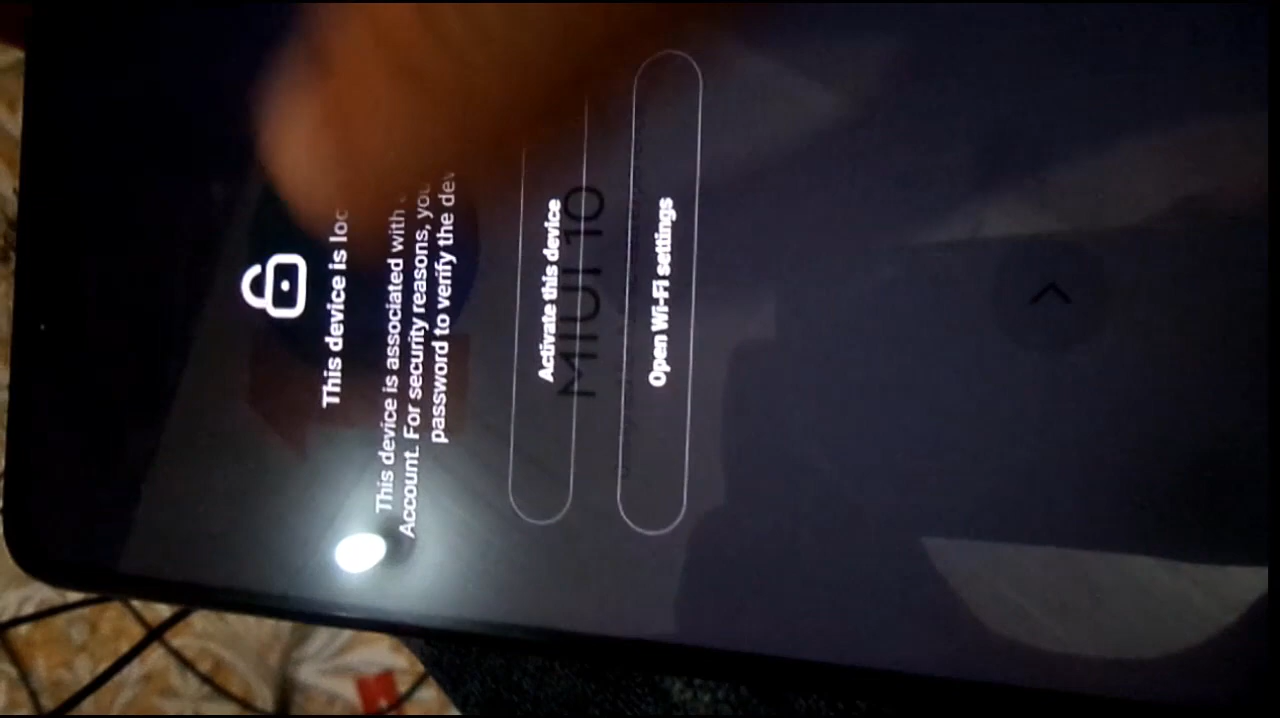 This device is loc
This device is associated with
Account. For security reasons, you
password to verify the dev
Activate this device
MIUI 10
Open Wi-Fi settings